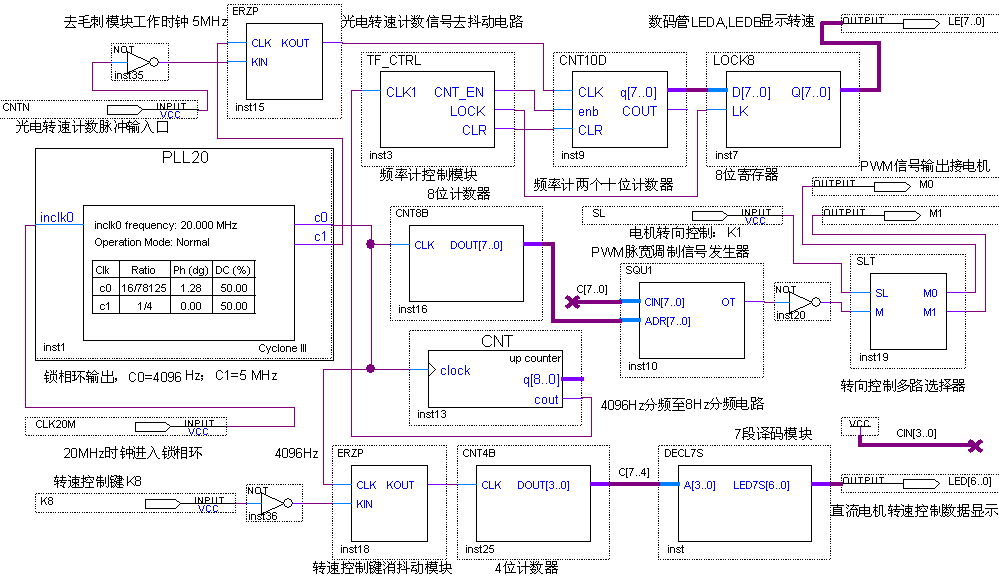 去毛刺模块工作时钟 5MHz
ERZP
光电转速计数信号去抖动电路
数码管LEDA,LEDB显示转速
OUTPUT
LE[7..0]
NOT
inst35
CLK KOUT
KIN
inst15
TF_CTRL
CLK1 CNT_EN
LOCK
CLR
inst3
频率计控制模块
CNT10D
CLK q[7..0]
enb COUT
CLR
inst9
频率计两个十位计数器
LOCK8
D[7..0] Q[7..0]
LK
inst7
8位寄存器
CNTN
INPUT
VCC
光电转速计数脉冲输入口
PLL20
inclk0
c0
c1
inclk0 frequency: 20.000 MHz
Operation Mode: Normal
Clk Ratio Ph (dg) DC (%)
c0 16/78125 1.28 50.00
c1 1/4 0.00 50.00
inst1
Cyclone III
锁相环输出，C0=4096 Hz；C1=5 MHz
8位计数器
CNT8B
CLK DOUT[7..0]
inst16
SL
INPUT
VCC
电机转向控制：K1
PWM脉宽调制信号发生器
SQU1
C[7..0]
CIN[7..0] OT
ADR[7..0]
inst10
NOT
inst20
PWM信号输出接电机
OUTPUT
M0
OUTPUT
M1
SLT
SL M0
M M1
inst19
转向控制多路选择器
CNT
up counter
clock
q[8..0]
cout
inst13
4096Hz分频至8Hz分频电路
CLK20M
INPUT
VCC
20MHz时钟进入锁相环
4096Hz
转速控制键K8
K8
INPUT
VCC
NOT
inst36
ERZP
CLK KOUT
KIN
inst18
转速控制键消抖动模块
CNT4B
CLK DOUT[3..0]
inst25
4位计数器
C[7..4]
7段译码模块
DECL7S
A[3..0] LED7S[6..0]
inst
VCC
CIN[3..0]
OUTPUT
LED[6..0]
直流电机转速控制数据显示